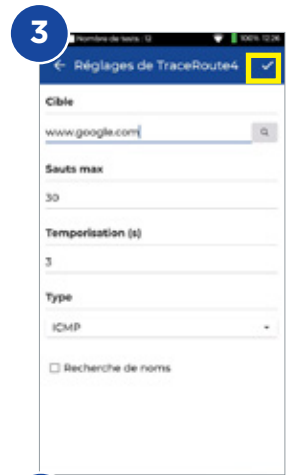 3
Nombre de tests : 12 100% 12:26
Réglages de TraceRoute4
Cible
www.google.com
Sauts max
30
Temporisation (s)
3
Type
ICMP
Recherche de noms